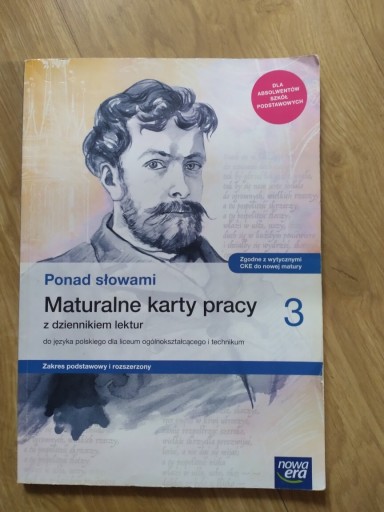 DLA
ABSOLWENTÓW
SZKÓŁ
PODSTAWOWYCH
Zgodne z wytycznymi
CKE do nowej matury
Ponad słowami
Maturalne karty pracy 3
z dziennikiem lektur
do języka polskiego dla liceum ogólnokształcącego i technikum
Zakres podstawowy i rozszerzony
nowa
era